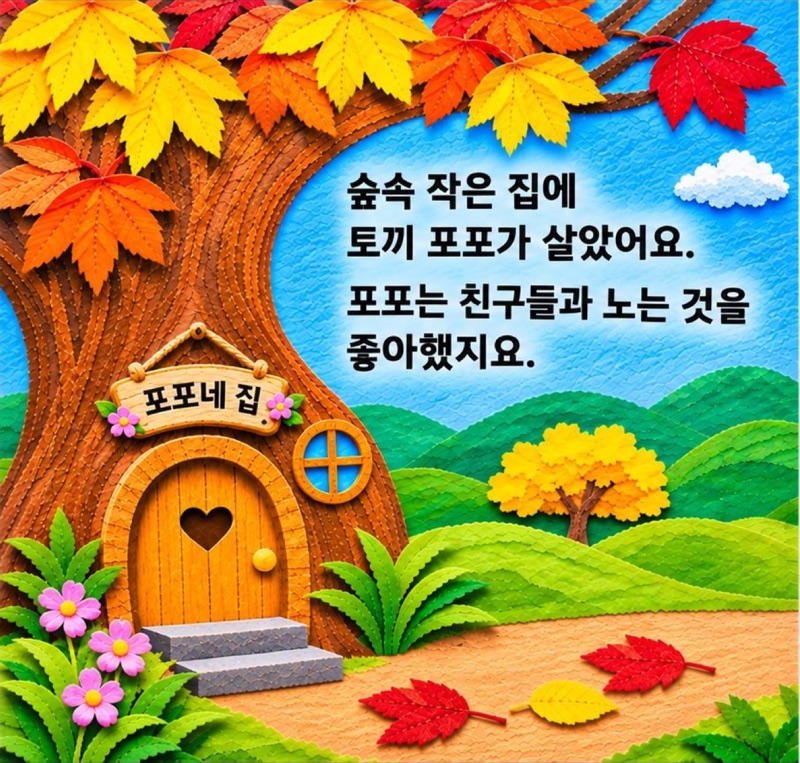 숲속 작은 집에
토끼 포포가 살았어요.
포포는 친구들과 노는 것을
좋아했지요.
포포네 집